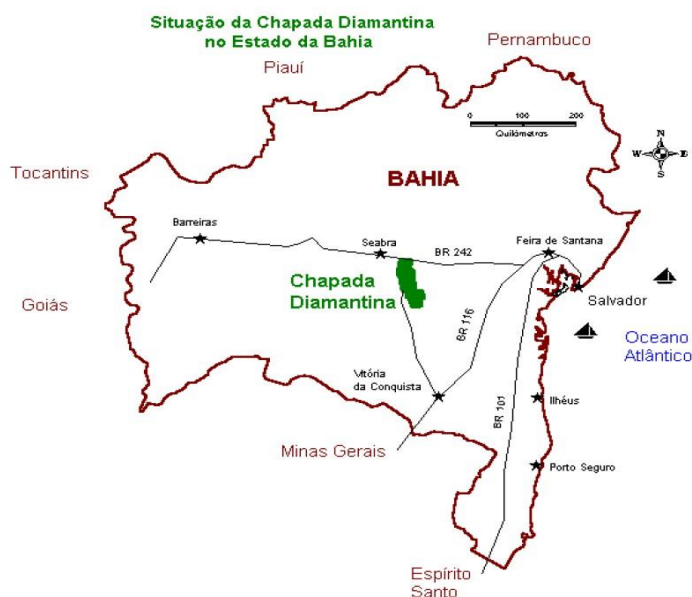 Situação da Chapada Diamantina
no Estado da Bahia
Pernambuco
Piauí
0 100 200
Quilômetros
N
W E
S
Tocantins
BAHIA
Barreiras
Seabra
BR 242
Feira de Santana
Chapada
Diamantina
Goiás
Salvador
BR 116
Oceano
Atlântico
Vitória
da Conquista
BR 101
Ilhéus
Minas Gerais
Porto Seguro
Espírito
Santo